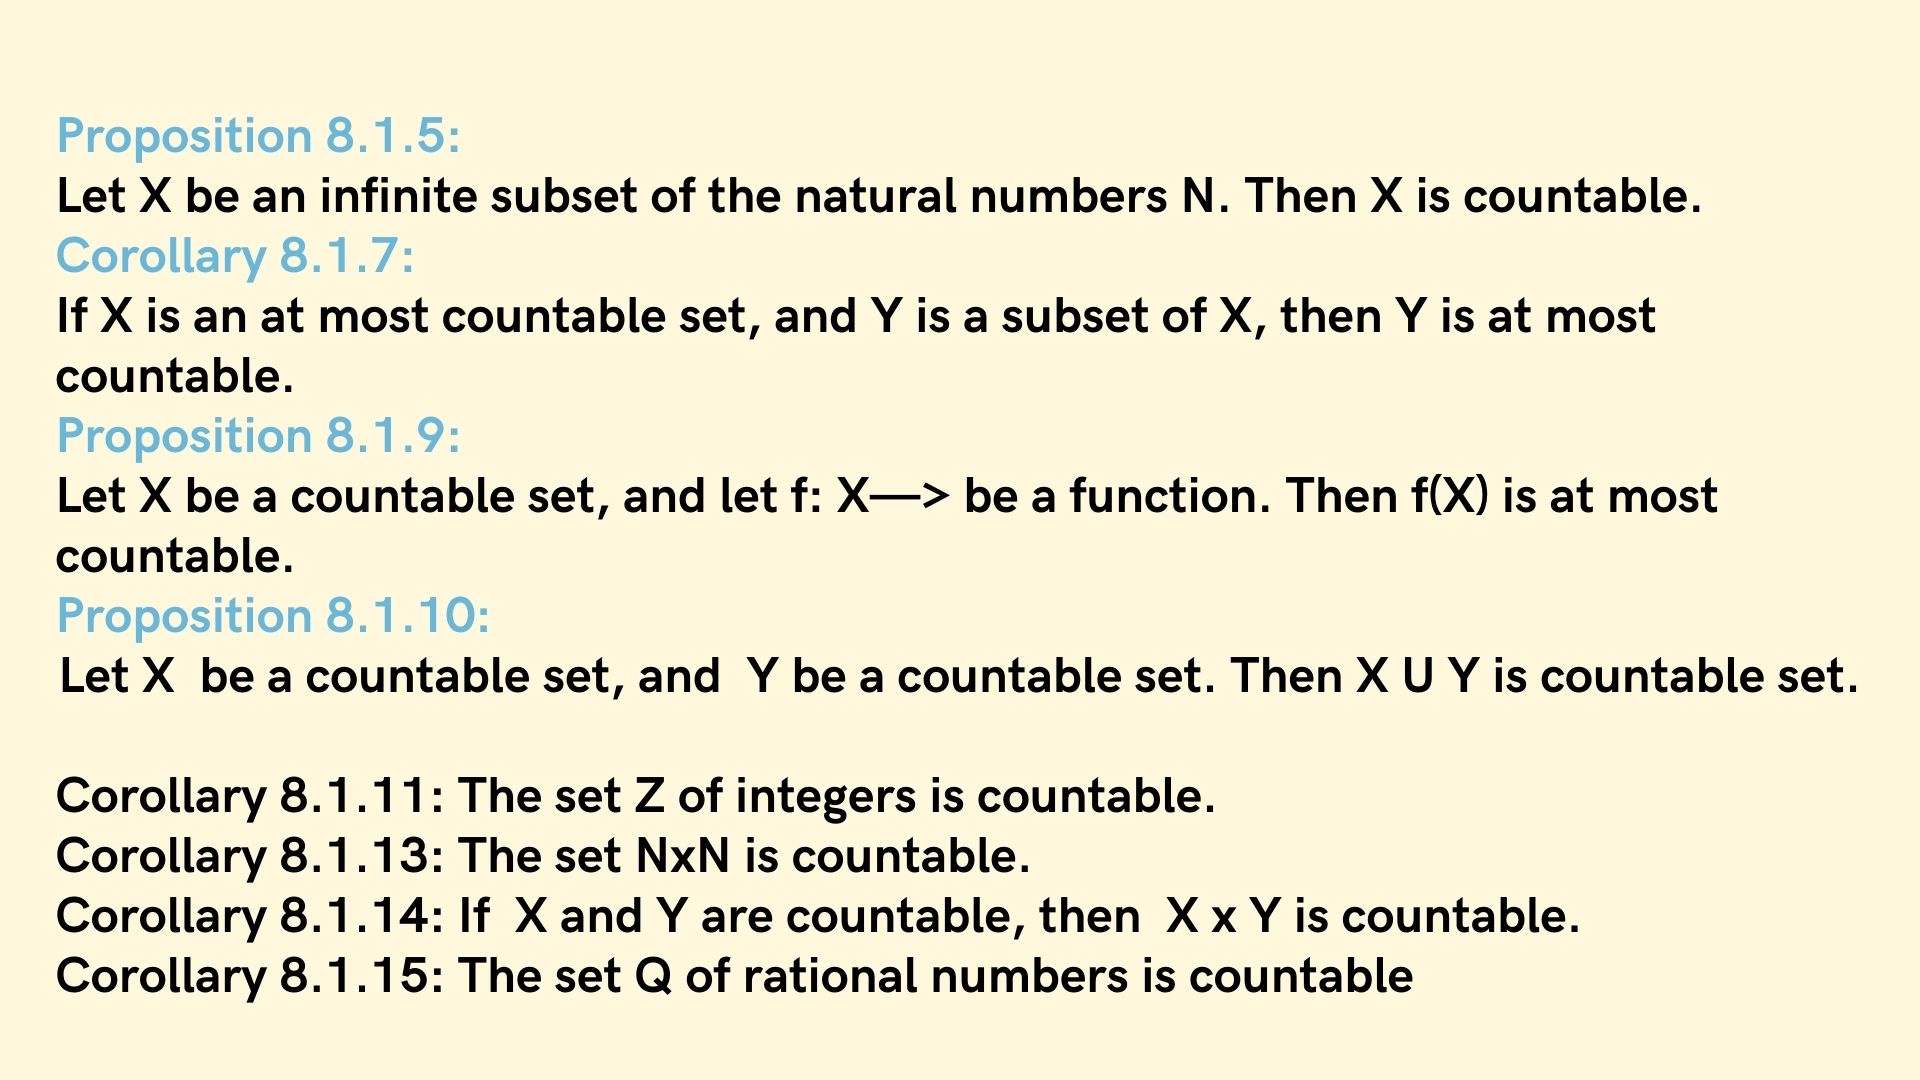 Proposition 8.1.5:
Let X be an infinite subset of the natural numbers N. Then X is countable.
Corollary 8.1.7:
If X is an at most countable set, and Y is a subset of X, then Y is at most
countable.
Proposition 8.1.9:
Let X be a countable set, and let f: X—> be a function. Then f(X) is at most
countable.
Proposition 8.1.10:
Let X be a countable set, and Y be a countable set. Then X U Y is countable set.
Corollary 8.1.11: The set Z of integers is countable.
Corollary 8.1.13: The set NxN is countable.
Corollary 8.1.14: If X and Y are countable, then X x Y is countable.
Corollary 8.1.15: The set Q of rational numbers is countable